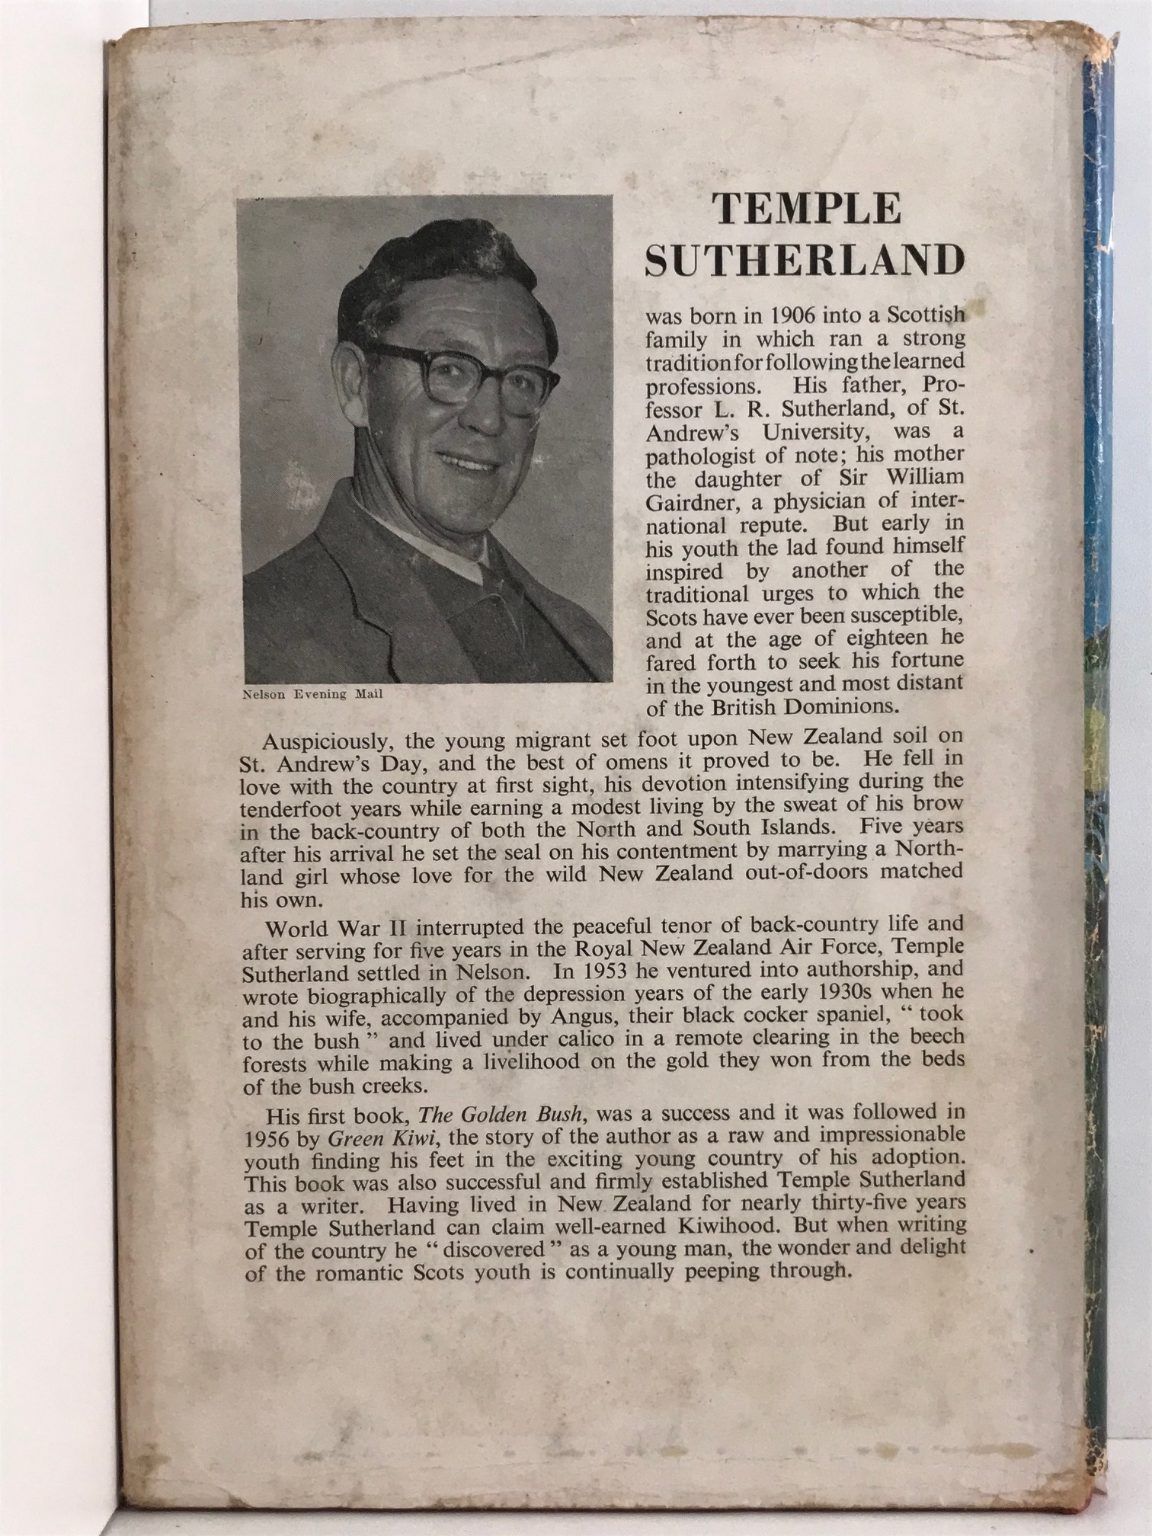 TEMPLE
SUTHERLAND
was born in 1906 into a Scottish
family in which ran a strong
tradition for following the learned
professions. His father, Pro-
fessor L. R. Sutherland, of St.
Andrew's University, was a
pathologist of note; his mother
the daughter of Sir William
Gairdner, a physician of inter-
national repute. But early in
his youth the lad found himself
inspired by another of the
traditional urges to which the
Scots have ever been susceptible,
and at the age of eighteen he
fared forth to seek his fortune
in the youngest and most distant
of the British Dominions.
Nelson Evening Mail
Auspiciously, the young migrant set foot upon New Zealand soil on
St. Andrew's Day, and the best of omens it proved to be. He fell in
love with the country at first sight, his devotion intensifying during the
tenderfoot years while earning a modest living by the sweat of his brow
in the back-country of both the North and South Islands. Five years
after his arrival he set the seal on his contentment by marrying a North-
land girl whose love for the wild New Zealand out-of-doors matched
his own.
World War II interrupted the peaceful tenor of back-country life and
after serving for five years in the Royal New Zealand Air Force, Temple
Sutherland settled in Nelson. In 1953 he ventured into authorship, and
wrote biographically of the depression years of the early 1930s when he
and his wife, accompanied by Angus, their black cocker spaniel, "took
to the bush" and lived under calico in a remote clearing in the beech
forests while making a livelihood on the gold they won from the beds
of the bush creeks.
His first book, The Golden Bush, was a success and it was followed in
1956 by Green Kiwi, the story of the author as a raw and impressionable
youth finding his feet in the exciting young country of his adoption.
This book was also successful and firmly established Temple Sutherland
as a writer. Having lived in New Zealand for nearly thirty-five years
Temple Sutherland can claim well-earned Kiwihood. But when writing
of the country he "discovered" as a young man, the wonder and delight
of the romantic Scots youth is continually peeping through.